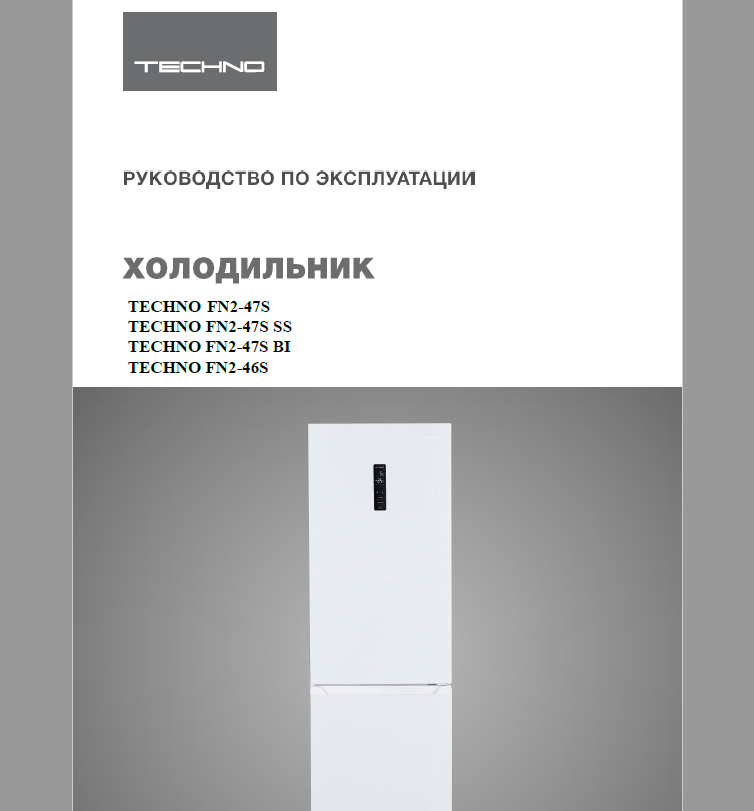 TECHNO
РУКОВОДСТВО ПО ЭКСПЛУАТАЦИИ
ХОЛОДИЛЬНИК
TECHNO FN2-47S
TECHNO FN2-47S SS
TECHNO FN2-47S BI
TECHNO FN2-46S